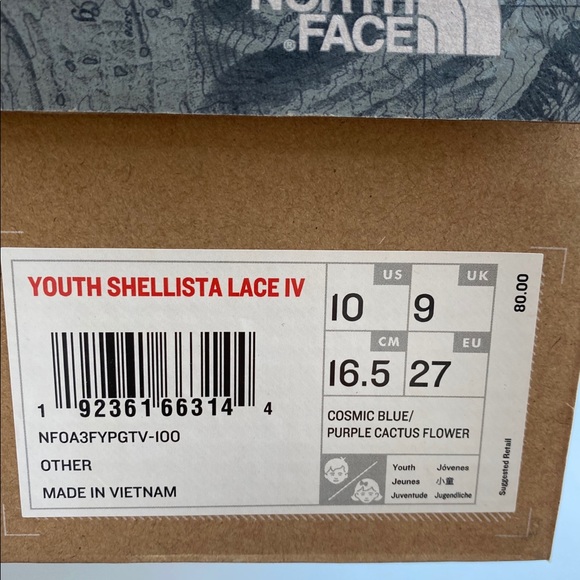 NORTH
FACE
YOUTH SHELLISTA LACE IV
1 92361 66314 4
NF0A3FYPGTV-100
OTHER
MADE IN VIETNAM
US
10
UK
9
CM
16.5
EU
27
COSMIC BLUE/
PURPLE CACTUS FLOWER
Youth Jóvenes
Jeunes 小童
Juventude Jugendliche
80.00
Suggested Retail